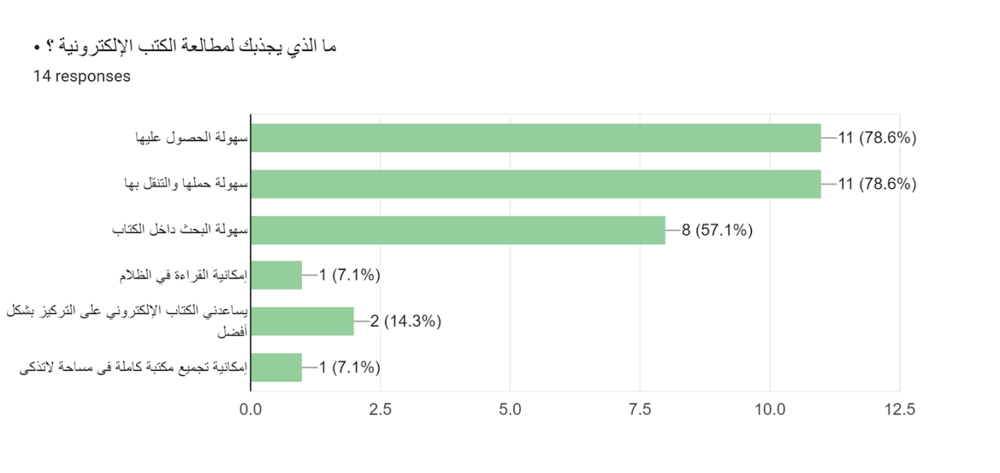 ما الذي يجذبك لمطالعة الكتب الإلكترونية ؟ •
14 responses
سهولة الحصول عليها
11 (78.6%)
سهولة حملها والتنقل بها
11 (78.6%)
سهولة البحث داخل الكتاب
8 (57.1%)
إمكانية القراءة في الظلام
1 (7.1%)
يساعدني الكتاب الإلكتروني على التركيز بشكل
أفضل
2 (14.3%)
إمكانية تجميع مكتبة كاملة فى مساحة لاتذكى
1 (7.1%)
0.0 2.5 5.0 7.5 10.0 12.5